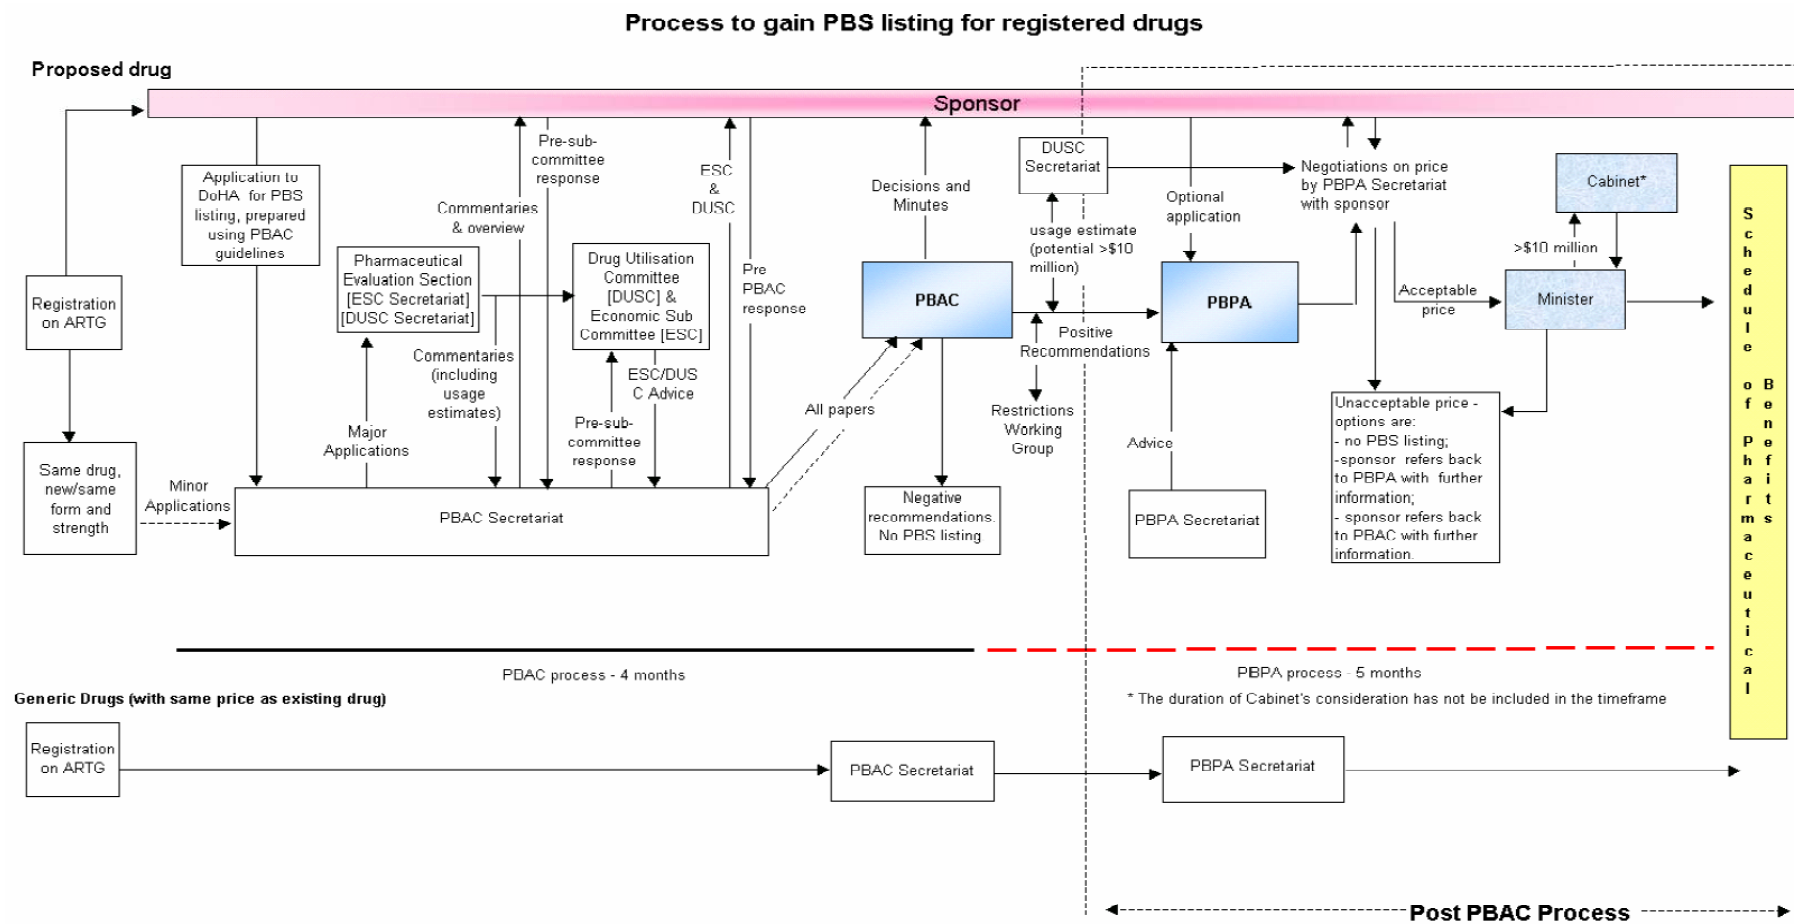 Process to gain PBS listing for registered drugs
Proposed drug
Sponsor
Application to
DoHA for PBS
listing, prepared
using PBAC
guidelines
Registration
on ARTG
Same drug,
new/same
form and
strength
Minor
Applications
Pharmaceutical
Evaluation Section
[ESC Secretariat]
[DUSC Secretariat]
Major
Applications
Commentaries
& overview
Pre-sub-
committee
response
Commentaries
(including
usage
estimates)
Drug Utilisation
Committee
[DUSC] &
Economic Sub
Committee [ESC]
Pre-sub-
committee
response
ESC/DUS
C Advice
ESC
&
DUSC
Pre
PBAC
response
PBAC Secretariat
All papers
Decisions and
Minutes
PBAC
Negative
recommendations.
No PBS listing
DUSC
Secretariat
usage estimate
(potential >$10
million)
Positive
Recommendations
Restrictions
Working
Group
Optional
application
PBPA
Advice
PBPA Secretariat
Negotiations on price
by PBPA Secretariat
with sponsor
Acceptable
price
Cabinet*
>$10 million
Minister
Unacceptable price -
options are:
- no PBS listing;
-sponsor refers back
to PBPA with further
information;
- sponsor refers back
to PBAC with further
information.
Schedule of Pharmaceutical
Benefits
PBAC process - 4 months
PBPA process - 5 months
* The duration of Cabinet's consideration has not be included in the timeframe
Generic Drugs (with same price as existing drug)
Registration
on ARTG
PBAC Secretariat
PBPA Secretariat
Post PBAC Process